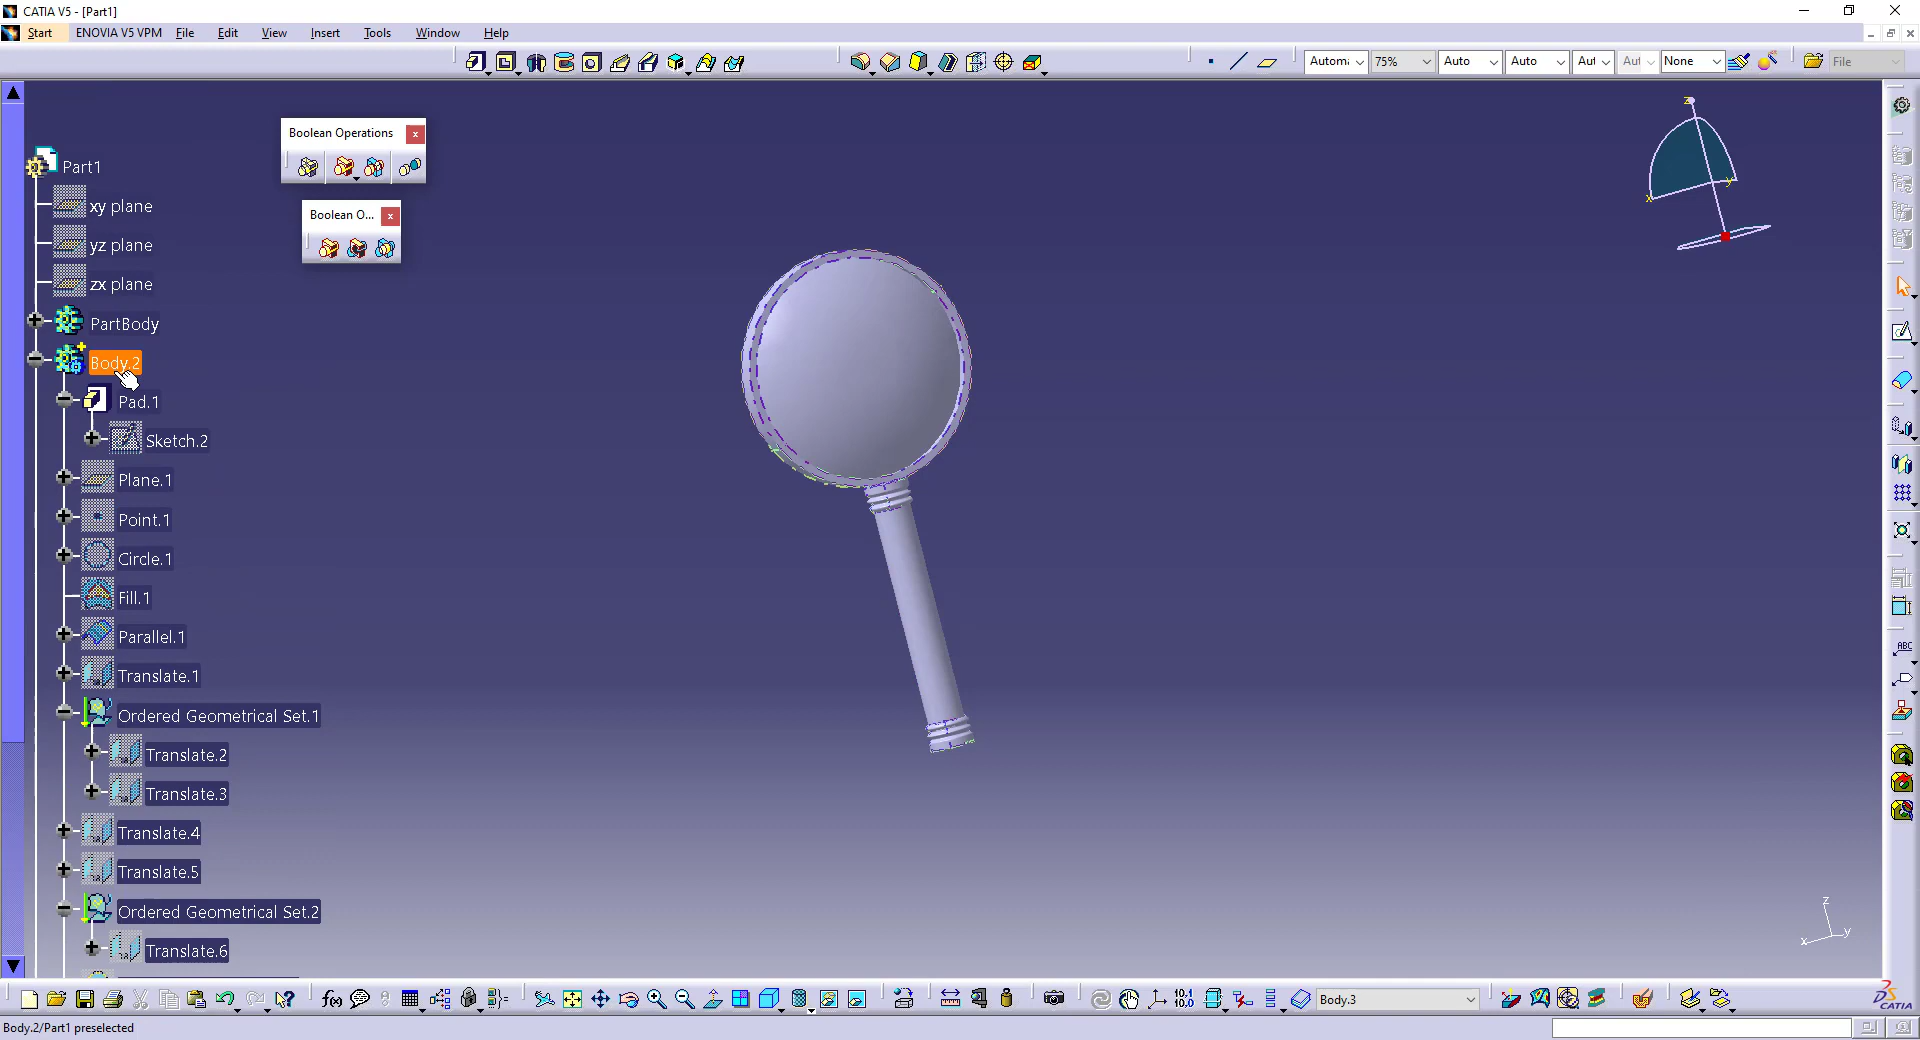 CATIA V5 - [Part1]
Start ENOVIA V5 VPM File Edit View Insert Tools Window Help
75% Auto Auto None File
Boolean Operations
Part1
xy plane
Boolean O...
yz plane
zx plane
PartBody
Body.2
Pad.1
Sketch.2
Plane.1
Point.1
Circle.1
Fill.1
Parallel.1
Translate.1
Ordered Geometrical Set.1
Translate.2
Translate.3
Translate.4
Translate.5
Ordered Geometrical Set.2
Translate.6
z
y
x
z
x
y
ABC
f(x) 10.1 Body.3
CATIA
Body.2/Part1 preselected